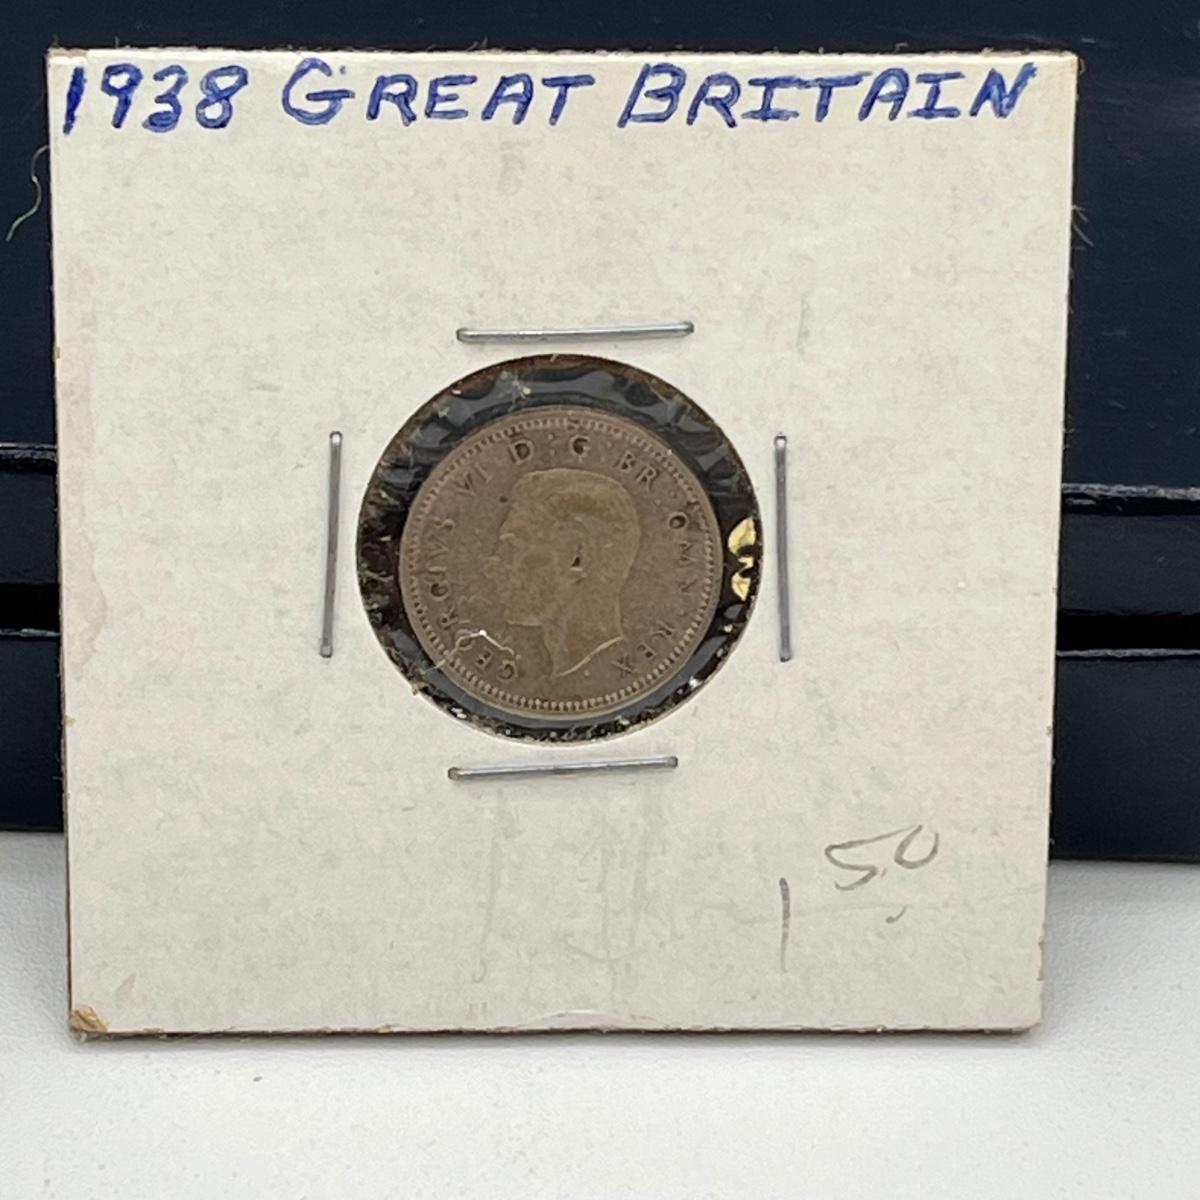 1938 GREAT BRITAIN
GEORGIVS VI D : G : BR : OMN : REX
1 50